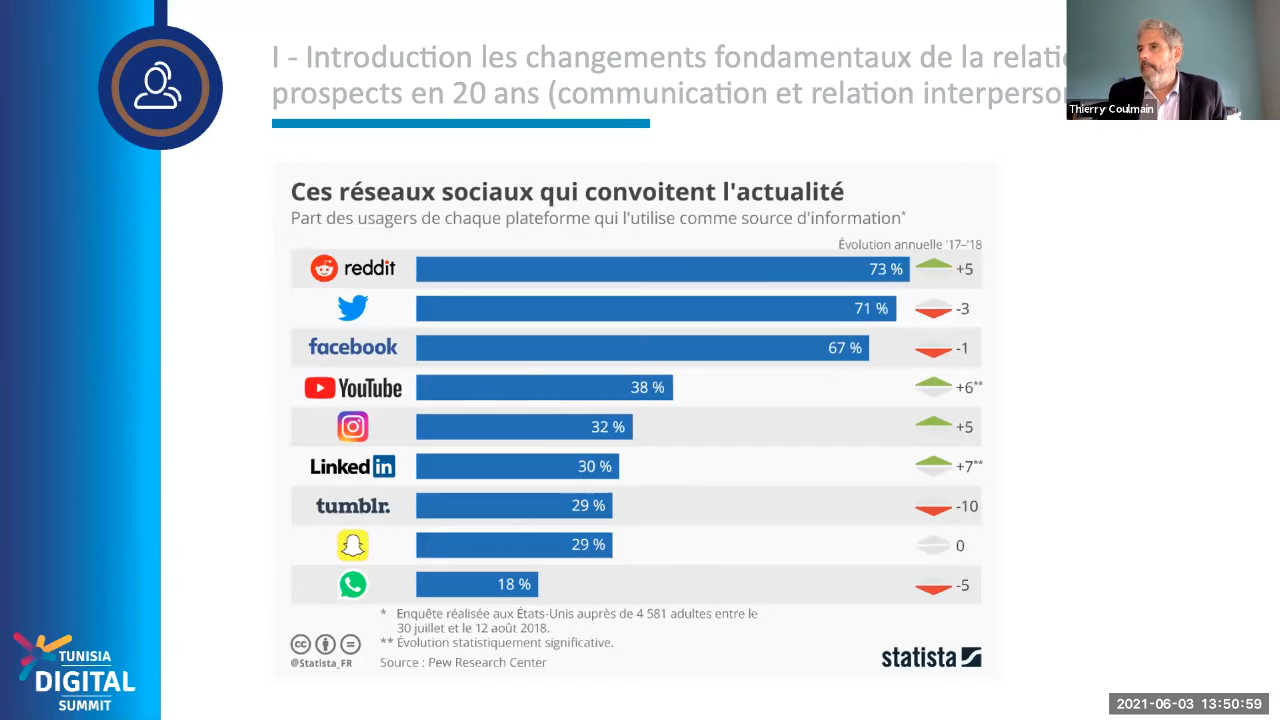 I - Introduction les changements fondamentaux de la relati
prospects en 20 ans (communication et relation interperso
Thierry Coulmain
Ces réseaux sociaux qui convoitent l'actualité
Part des usagers de chaque plateforme qui l'utilise comme source d'information*
Évolution annuelle '17–'18
reddit 73 % +5
71 % -3
facebook 67 % -1
YouTube 38 % +6**
32 % +5
Linked in 30 % +7**
tumblr. 29 % -10
29 % 0
18 % -5
* Enquête réalisée aux États-Unis auprès de 4 581 adultes entre le
30 juillet et le 12 août 2018.
** Évolution statistiquement significative.
cc
@Statista_FR
Source : Pew Research Center
statista
TUNISIA
DIGITAL
SUMMIT
2021-06-03 13:50:59